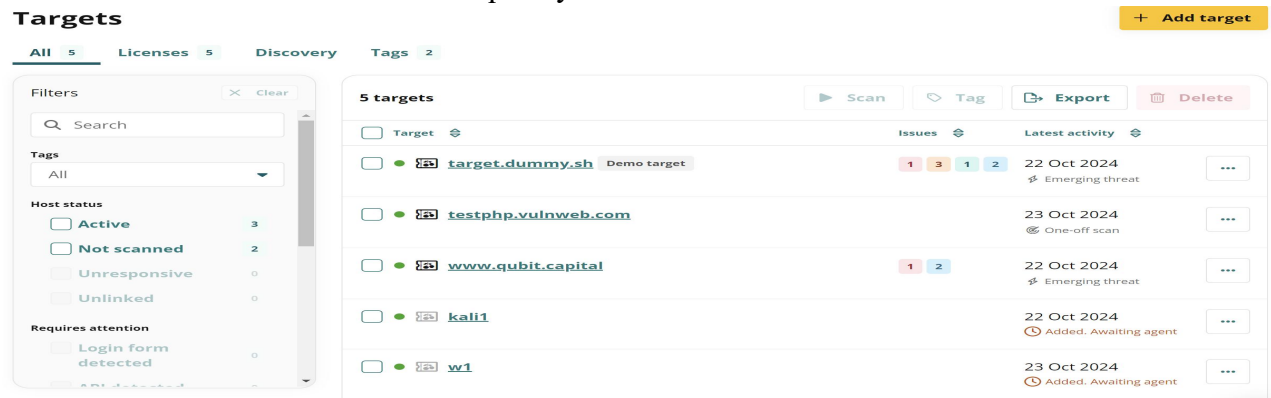 Targets
+ Add target
All 5 Licenses 5 Discovery Tags 2
Filters
Clear
5 targets
Scan
Tag
Export
Delete
Search
Tags
All
Host status
Active 3
Not scanned 2
Unresponsive 0
Unlinked 0
Requires attention
Login form
detected 0
Target Issues Latest activity
target.dummy.sh Demo target 1 3 1 2 22 Oct 2024 ...
Emerging threat
testphp.vulnweb.com 23 Oct 2024 ...
One-off scan
www.qubit.capital 1 2 22 Oct 2024 ...
Emerging threat
kali1 22 Oct 2024 ...
Added. Awaiting agent
w1 23 Oct 2024 ...
Added. Awaiting agent